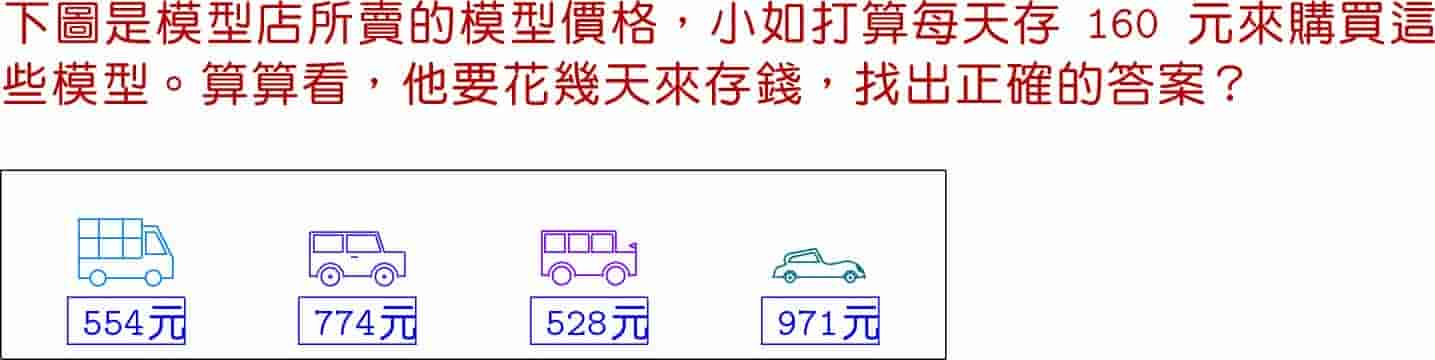 下圖是模型店所賣的模型價格，小如打算每天存 160 元來購買這
些模型。算算看，他要花幾天來存錢，找出正確的答案？
554元 774元 528元 971元